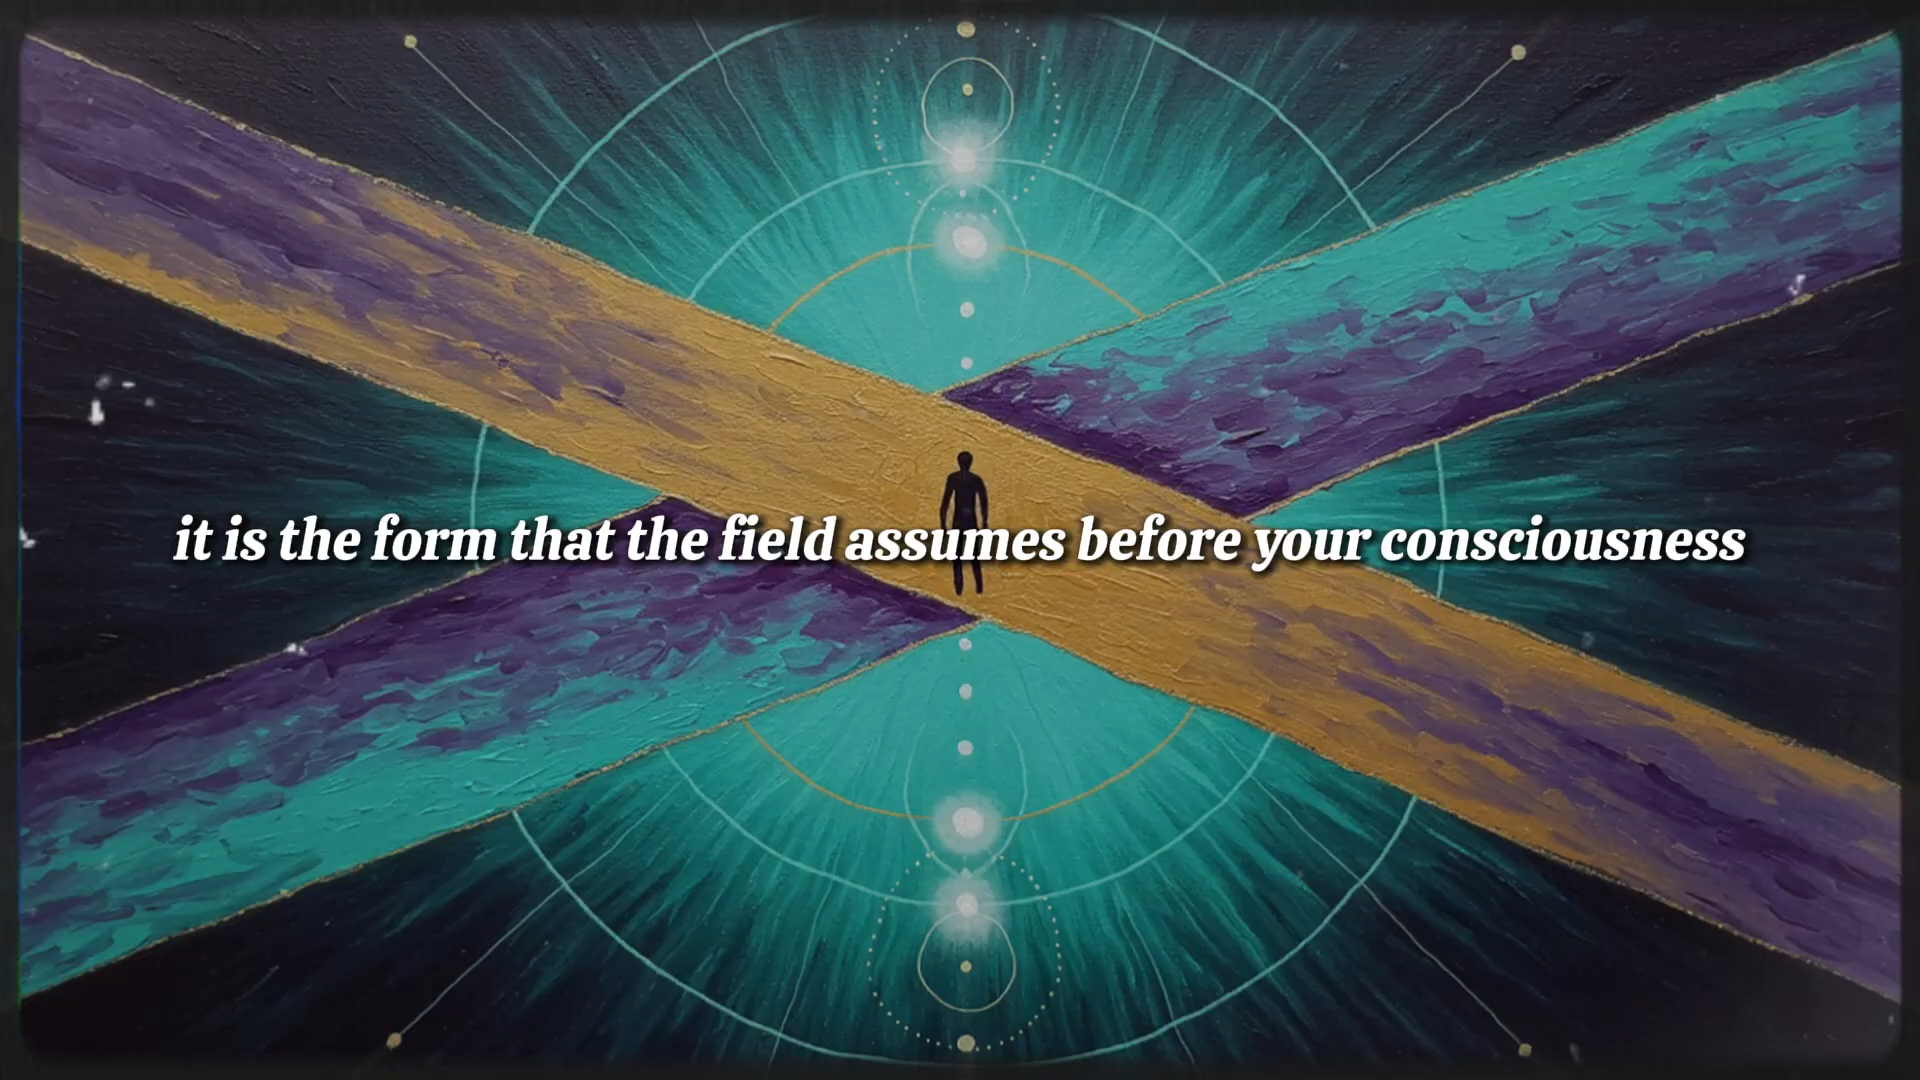 it is the form that the field assumes before your consciousness